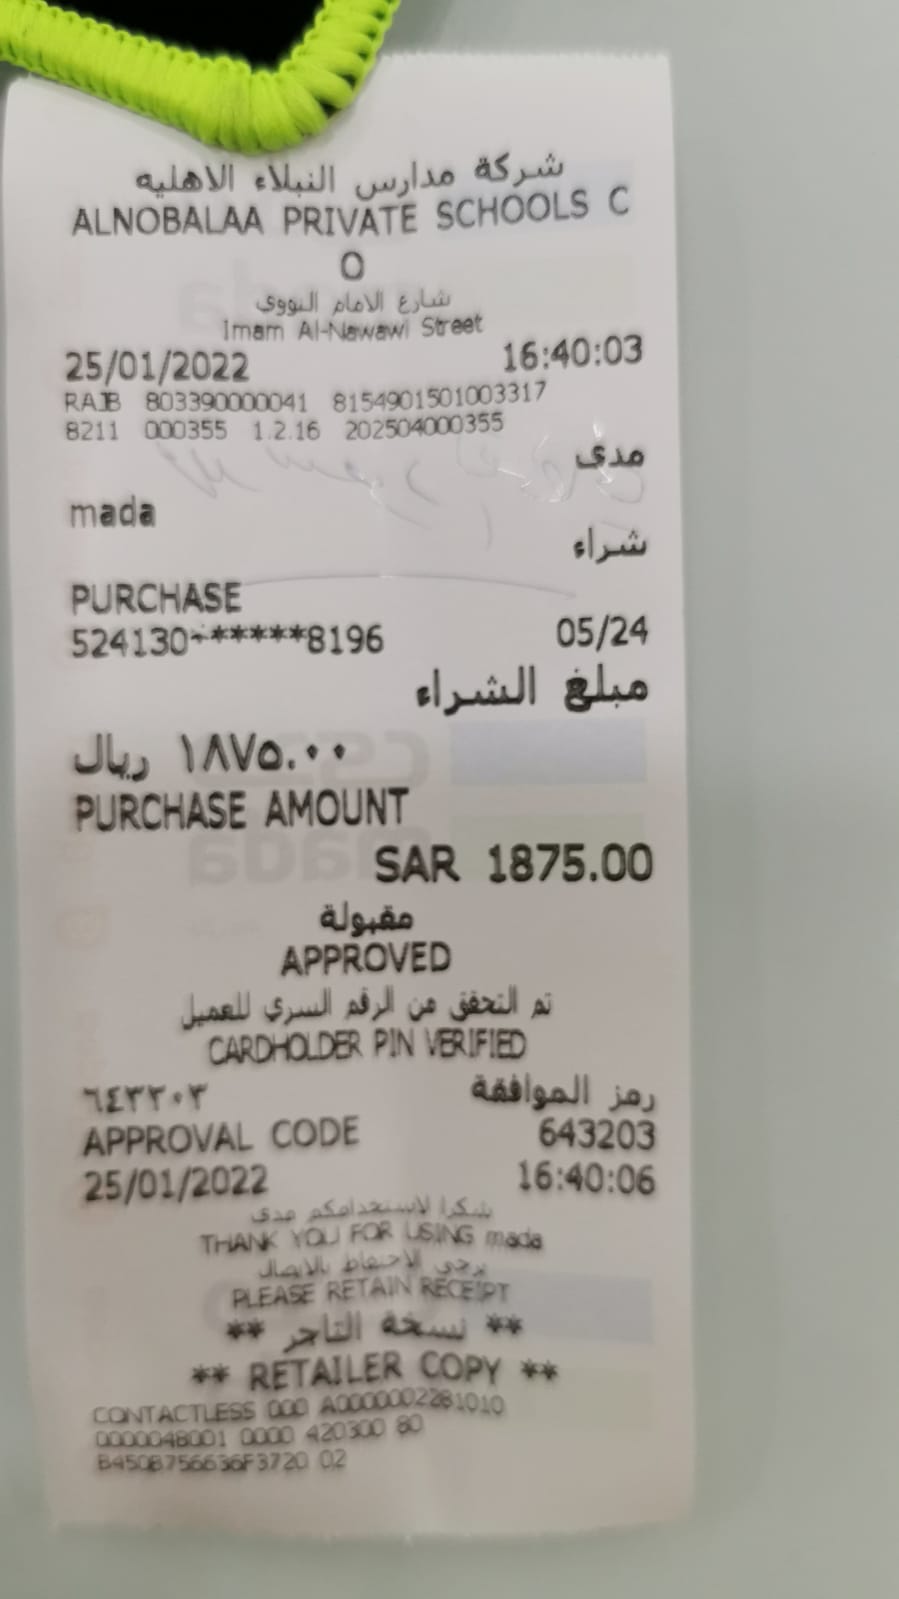 شركة مدارس النبلاء الاهليه
ALNOBALAA PRIVATE SCHOOLS C
O
شارع الامام النووي
Imam Al-Nawawi Street
25/01/2022 16:40:03
RAJB 803390000041 8154901501003317
8211 000355 1.2.16 202504000355
مدى
mada
شراء
PURCHASE
524130******8196 05/24
مبلغ الشراء
١٨٧٥.٠٠ ريال
PURCHASE AMOUNT
SAR 1875.00
مقبولة
APPROVED
تم التحقق من الرقم السري للعميل
CARDHOLDER PIN VERIFIED
رمز الموافقة ٦٤٣٢٠٣
APPROVAL CODE 643203
25/01/2022 16:40:06
شكرا لاستخدامكم مدى
THANK YOU FOR USING mada
يرجى الاحتفاظ بالايصال
PLEASE RETAIN RECEIPT
** نسخة التاجر **
** RETAILER COPY **
CONTACTLESS 000 A0000002281010
0000048001 0000 420300 80
B450B756636F3720 02